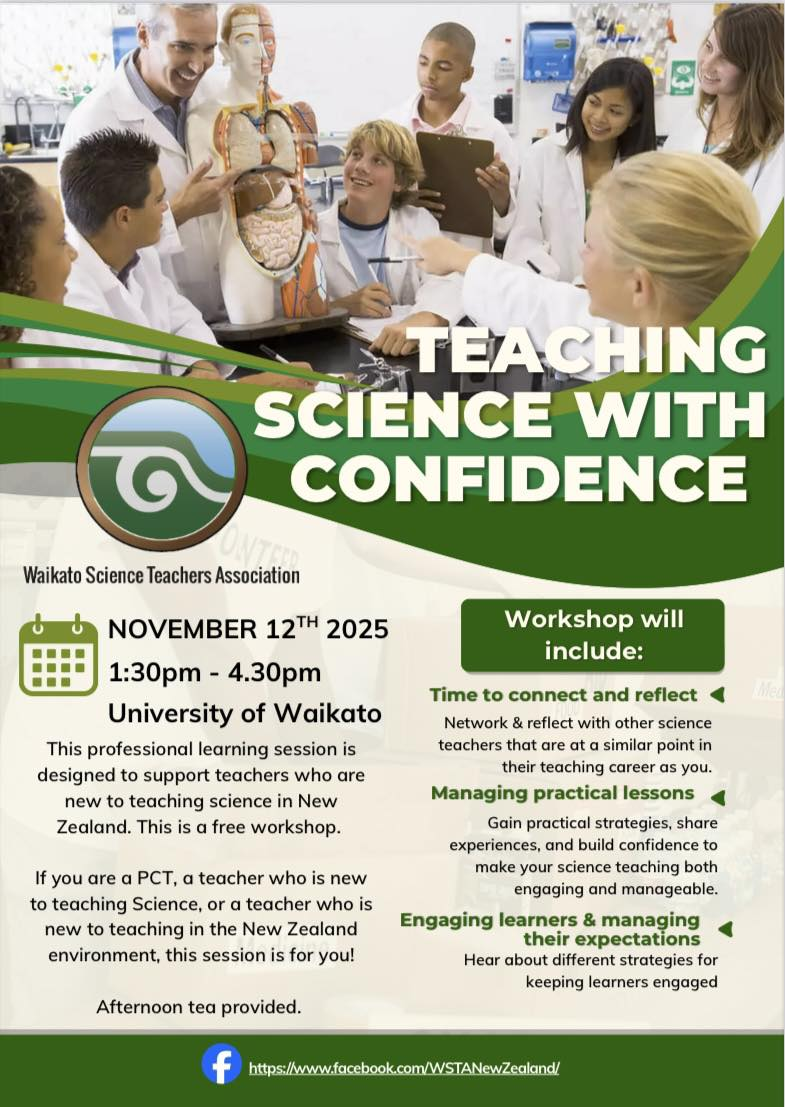 TEACHING
SCIENCE WITH
CONFIDENCE
Waikato Science Teachers Association
NOVEMBER 12TH 2025
1:30pm - 4.30pm
University of Waikato
This professional learning session is
designed to support teachers who are
new to teaching science in New
Zealand. This is a free workshop.
If you are a PCT, a teacher who is new
to teaching Science, or a teacher who is
new to teaching in the New Zealand
environment, this session is for you!
Afternoon tea provided.
Workshop will
include:
Time to connect and reflect
Network & reflect with other science
teachers that are at a similar point in
their teaching career as you.
Managing practical lessons
Gain practical strategies, share
experiences, and build confidence to
make your science teaching both
engaging and manageable.
Engaging learners & managing
their expectations
Hear about different strategies for
keeping learners engaged
https://www.facebook.com/WSTANewZealand/